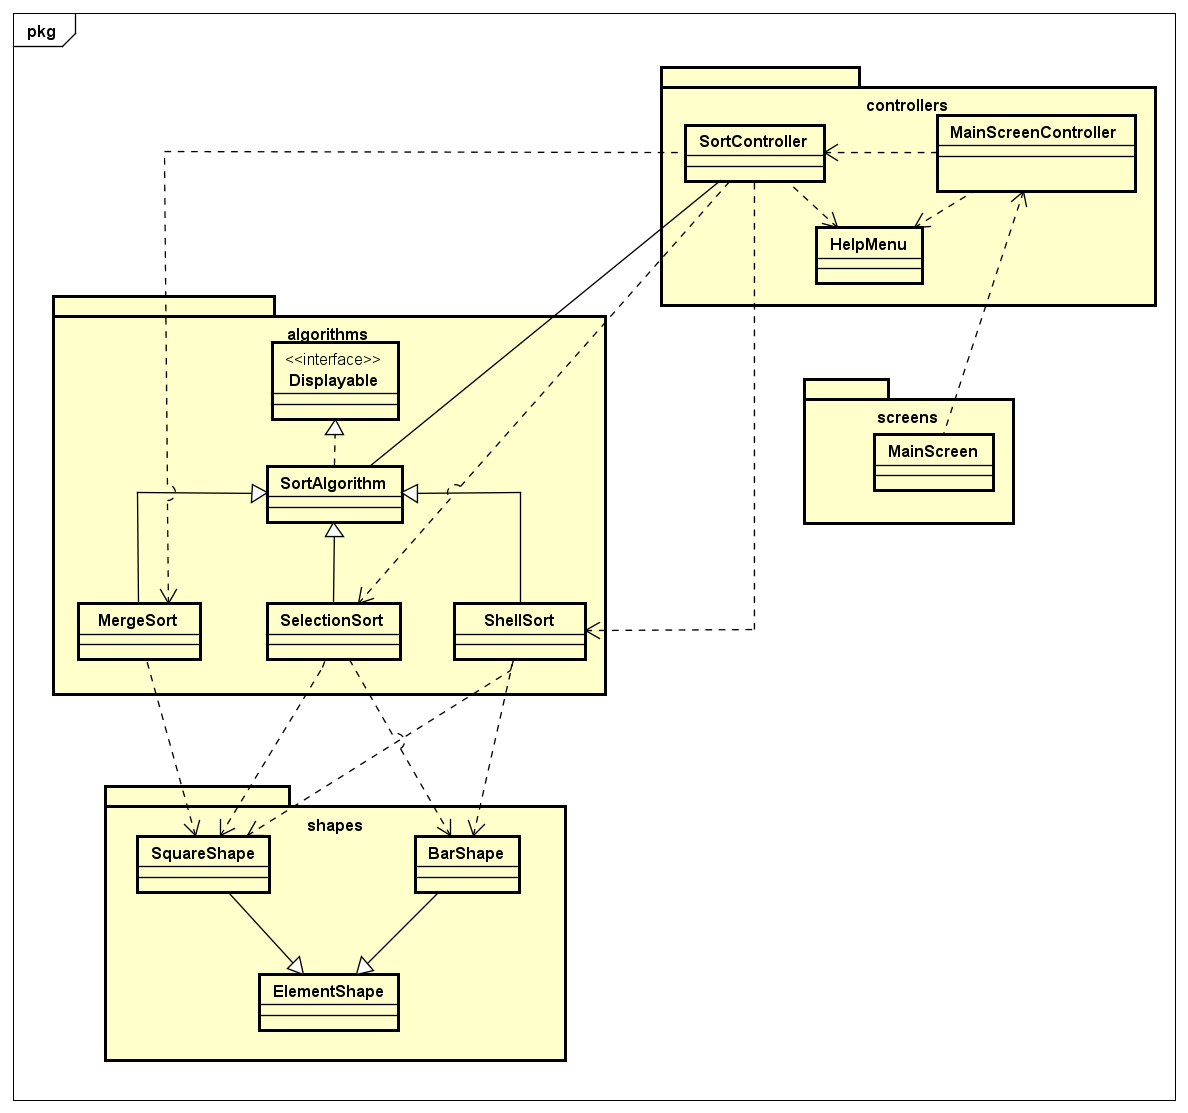 pkg
controllers
SortController
MainScreenController
HelpMenu
algorithms
<<interface>>
Displayable
screens
MainScreen
SortAlgorithm
MergeSort
SelectionSort
ShellSort
shapes
SquareShape
BarShape
ElementShape